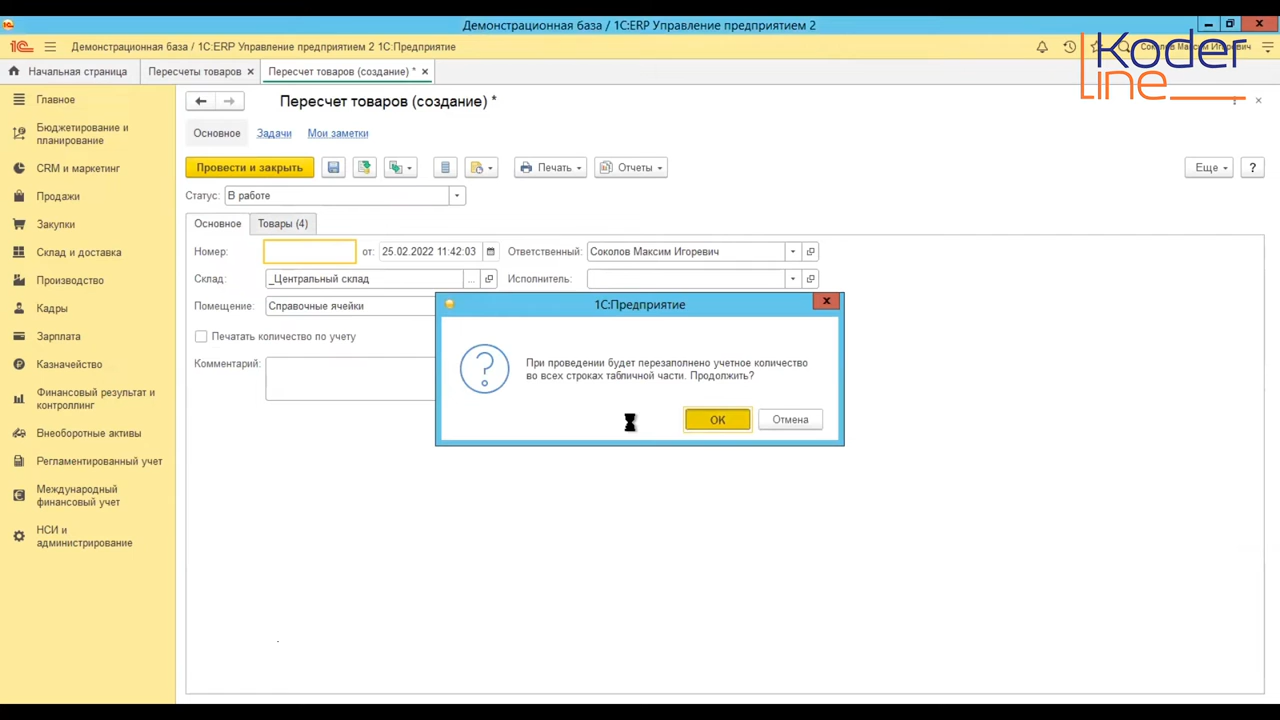 Демонстрационная база / 1С:ERP Управление предприятием 2
Демонстрационная база / 1С:ERP Управление предприятием 2 1С:Предприятие
Соколов Максим Игоревич
Koder
line
Начальная страница
Пересчеты товаров ×
Пересчет товаров (создание) * ×
Главное
Бюджетирование и
планирование
CRM и маркетинг
Продажи
Закупки
Склад и доставка
Производство
Кадры
Зарплата
Казначейство
Финансовый результат и
контроллинг
Внеоборотные активы
Регламентированный учет
Международный
финансовый учет
НСИ и
администрирование
Пересчет товаров (создание) *
Основное Задачи Мои заметки
Провести и закрыть Печать Отчеты Еще ?
Статус: В работе
Основное Товары (4)
Номер: от: 25.02.2022 11:42:03 Ответственный: Соколов Максим Игоревич
Склад: _Центральный склад ... Исполнитель:
Помещение: Справочные ячейки
Печатать количество по учету
Комментарий:
1С:Предприятие
При проведении будет перезаполнено учетное количество
во всех строках табличной части. Продолжить?
OK Отмена